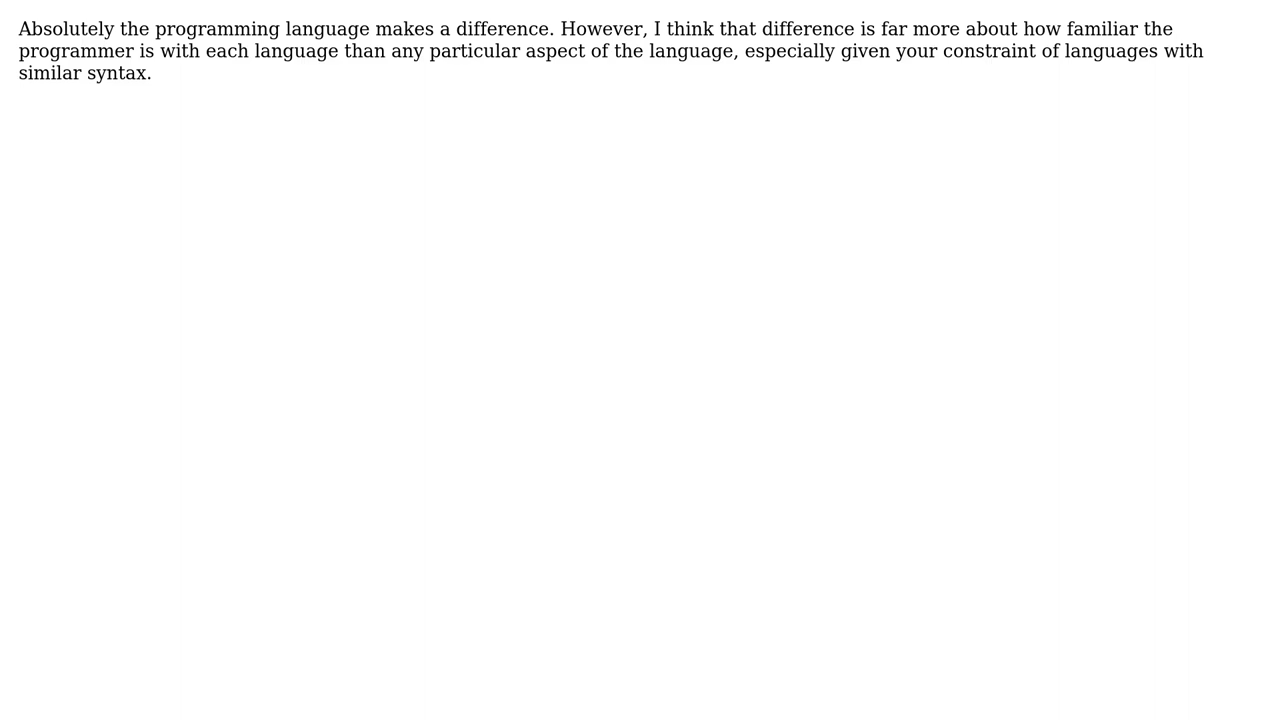 Absolutely the programming language makes a difference. However, I think that difference is far more about how familiar the
programmer is with each language than any particular aspect of the language, especially given your constraint of languages with
similar syntax.